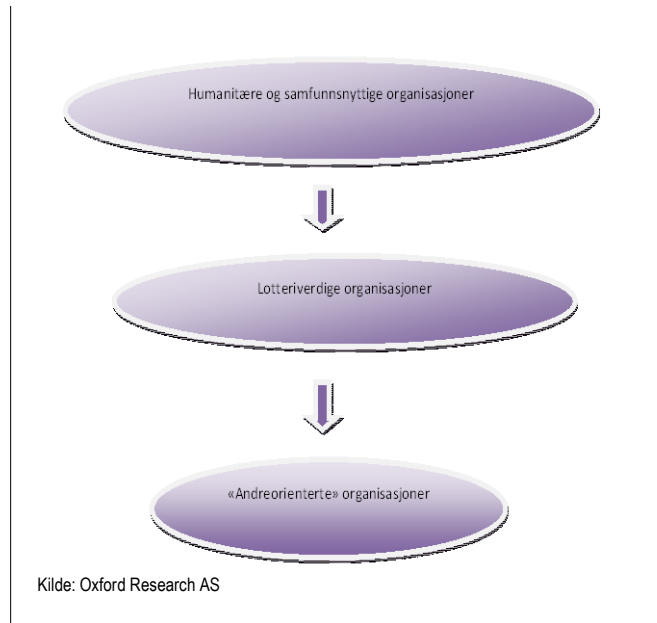 Humanitære og samfunnsnyttige organisasjoner
Lotteriverdige organisasjoner
«Andreorienterte» organisasjoner
Kilde: Oxford Research AS